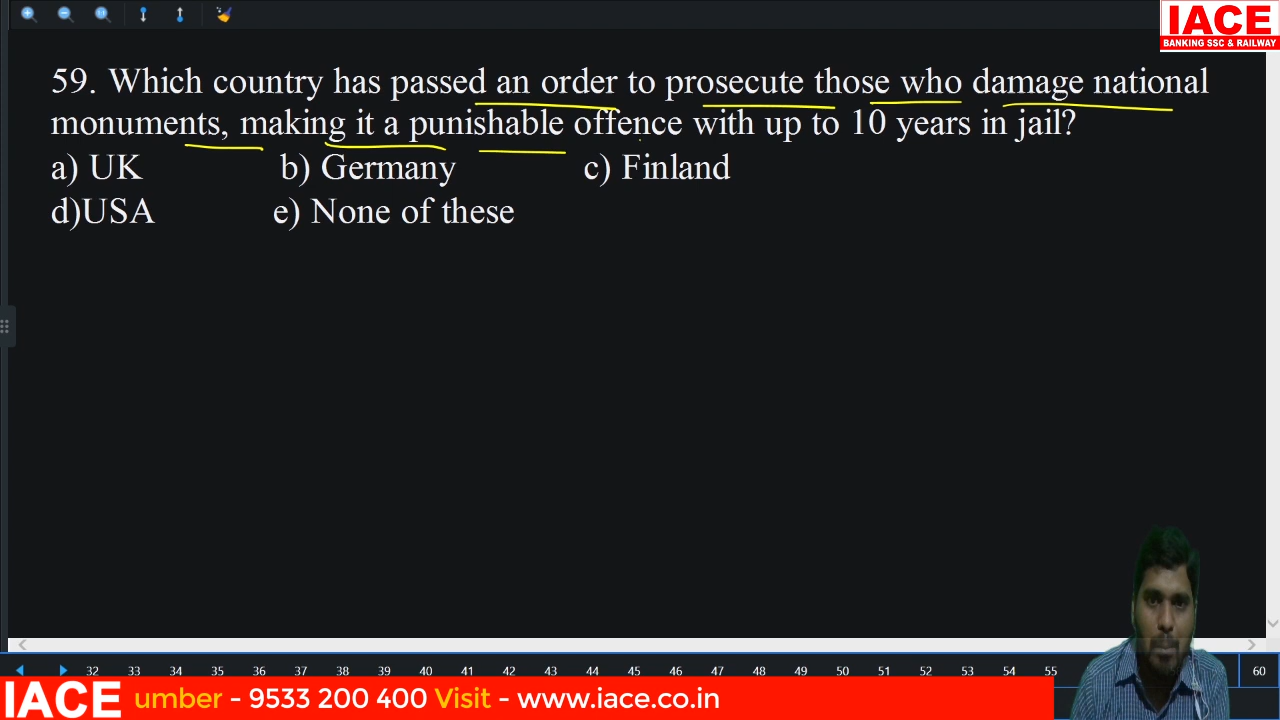 IACE
BANKING SSC & RAILWAY
59. Which country has passed an order to prosecute those who damage national
monuments, making it a punishable offence with up to 10 years in jail?
a) UK b) Germany c) Finland
d)USA e) None of these
32 33 34 35 36 37 38 39 40 41 42 43 44 45 46 47 48 49 50 51 52 53 54 55 60
IACE umber - 9533 200 400 Visit - www.iace.co.in